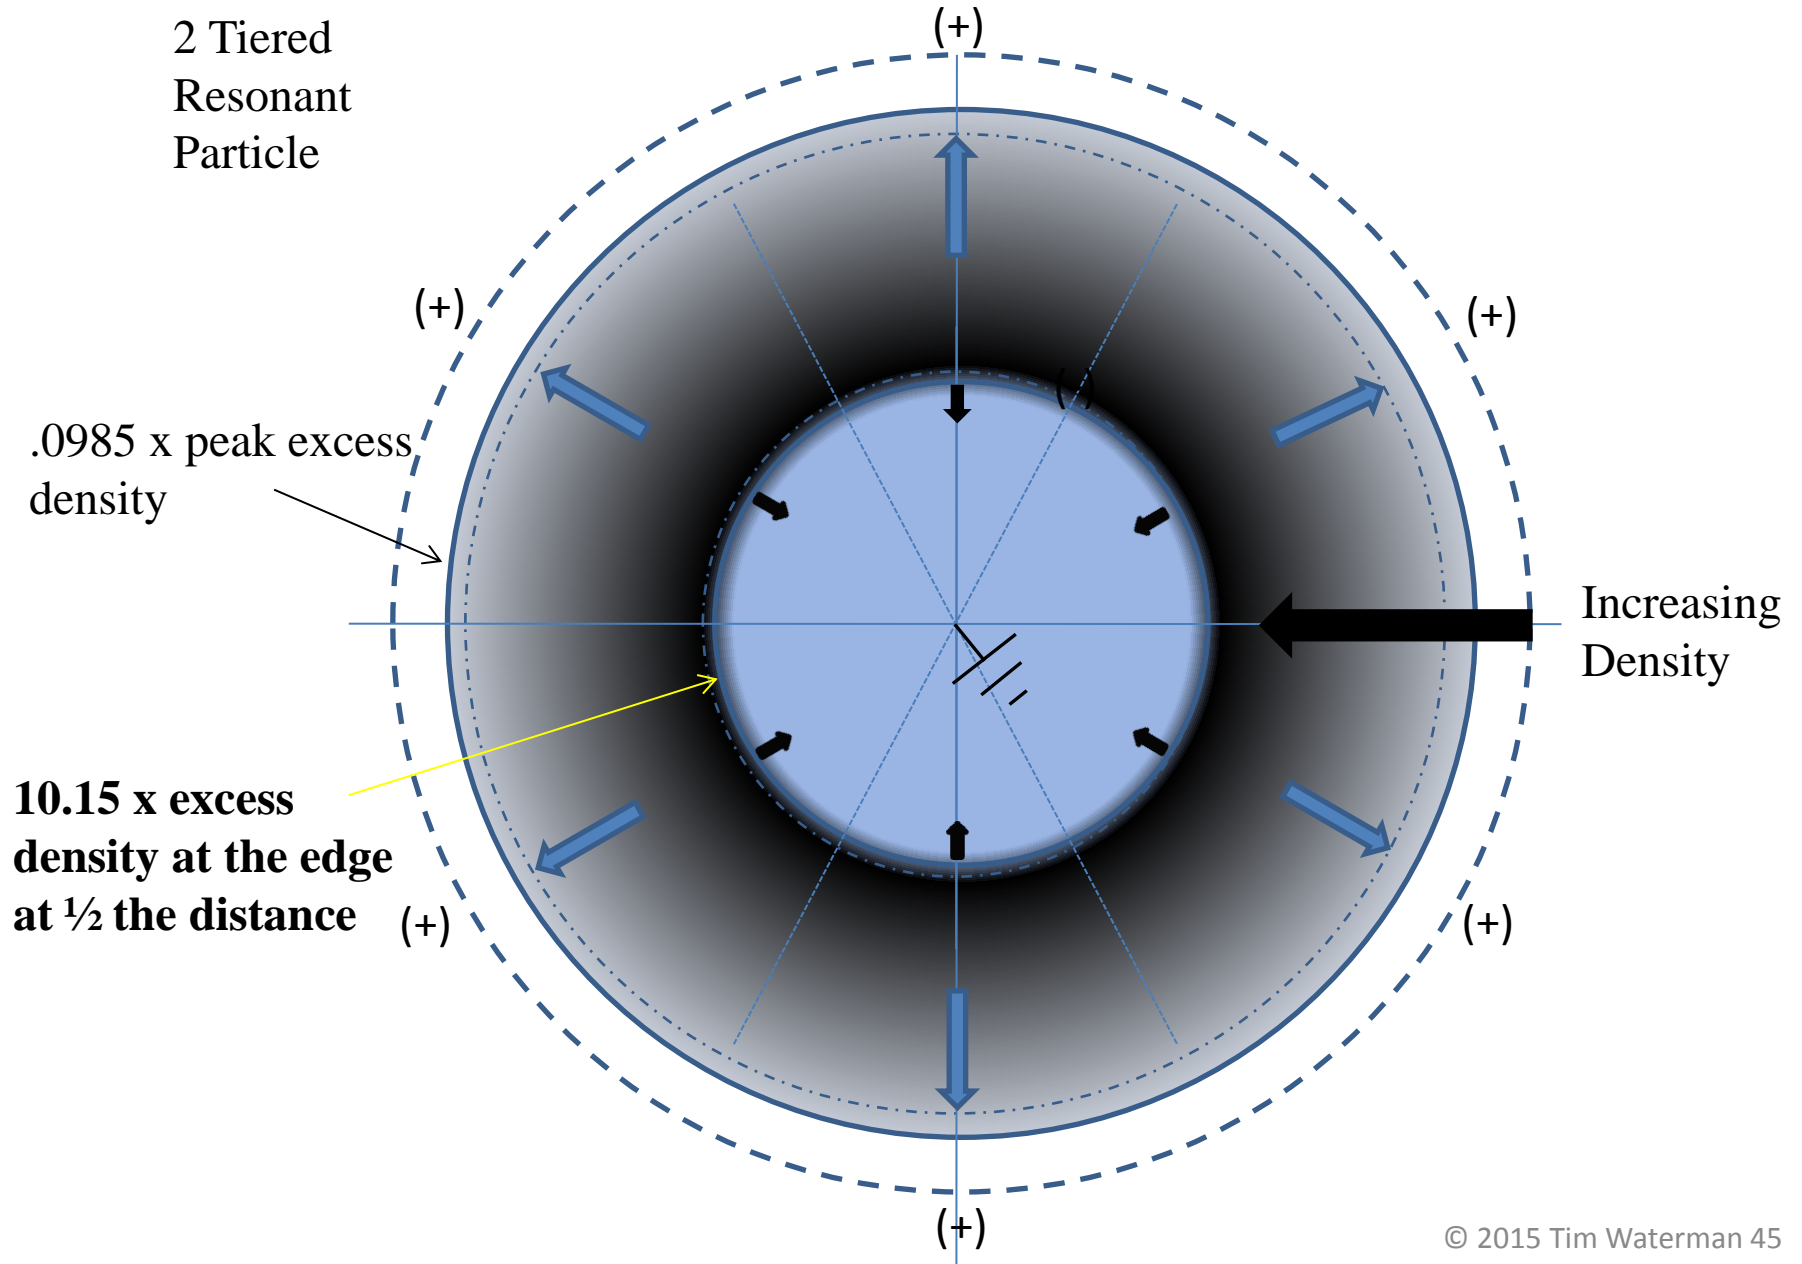 2 Tiered
Resonant
Particle
(+)
(+)
(+)
(-)
.0985 x peak excess
density
Increasing
Density
10.15 x excess
density at the edge
at ½ the distance
(+)
(+)
(+)
© 2015 Tim Waterman 45